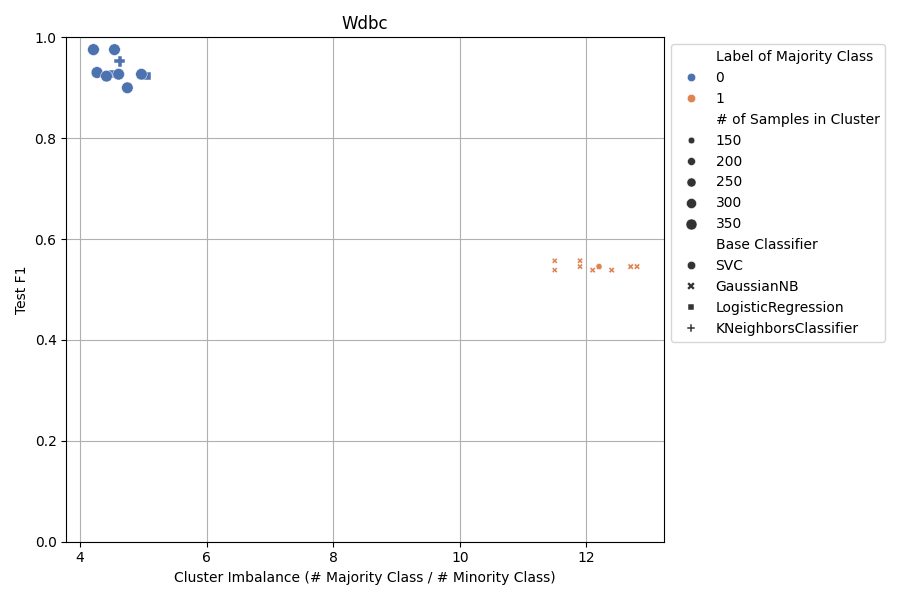 Wdbc
Test F1
1.0
0.8
0.6
0.4
0.2
0.0
4 6 8 10 12
Cluster Imbalance (# Majority Class / # Minority Class)
Label of Majority Class
0
1
# of Samples in Cluster
150
200
250
300
350
Base Classifier
SVC
GaussianNB
LogisticRegression
KNeighborsClassifier